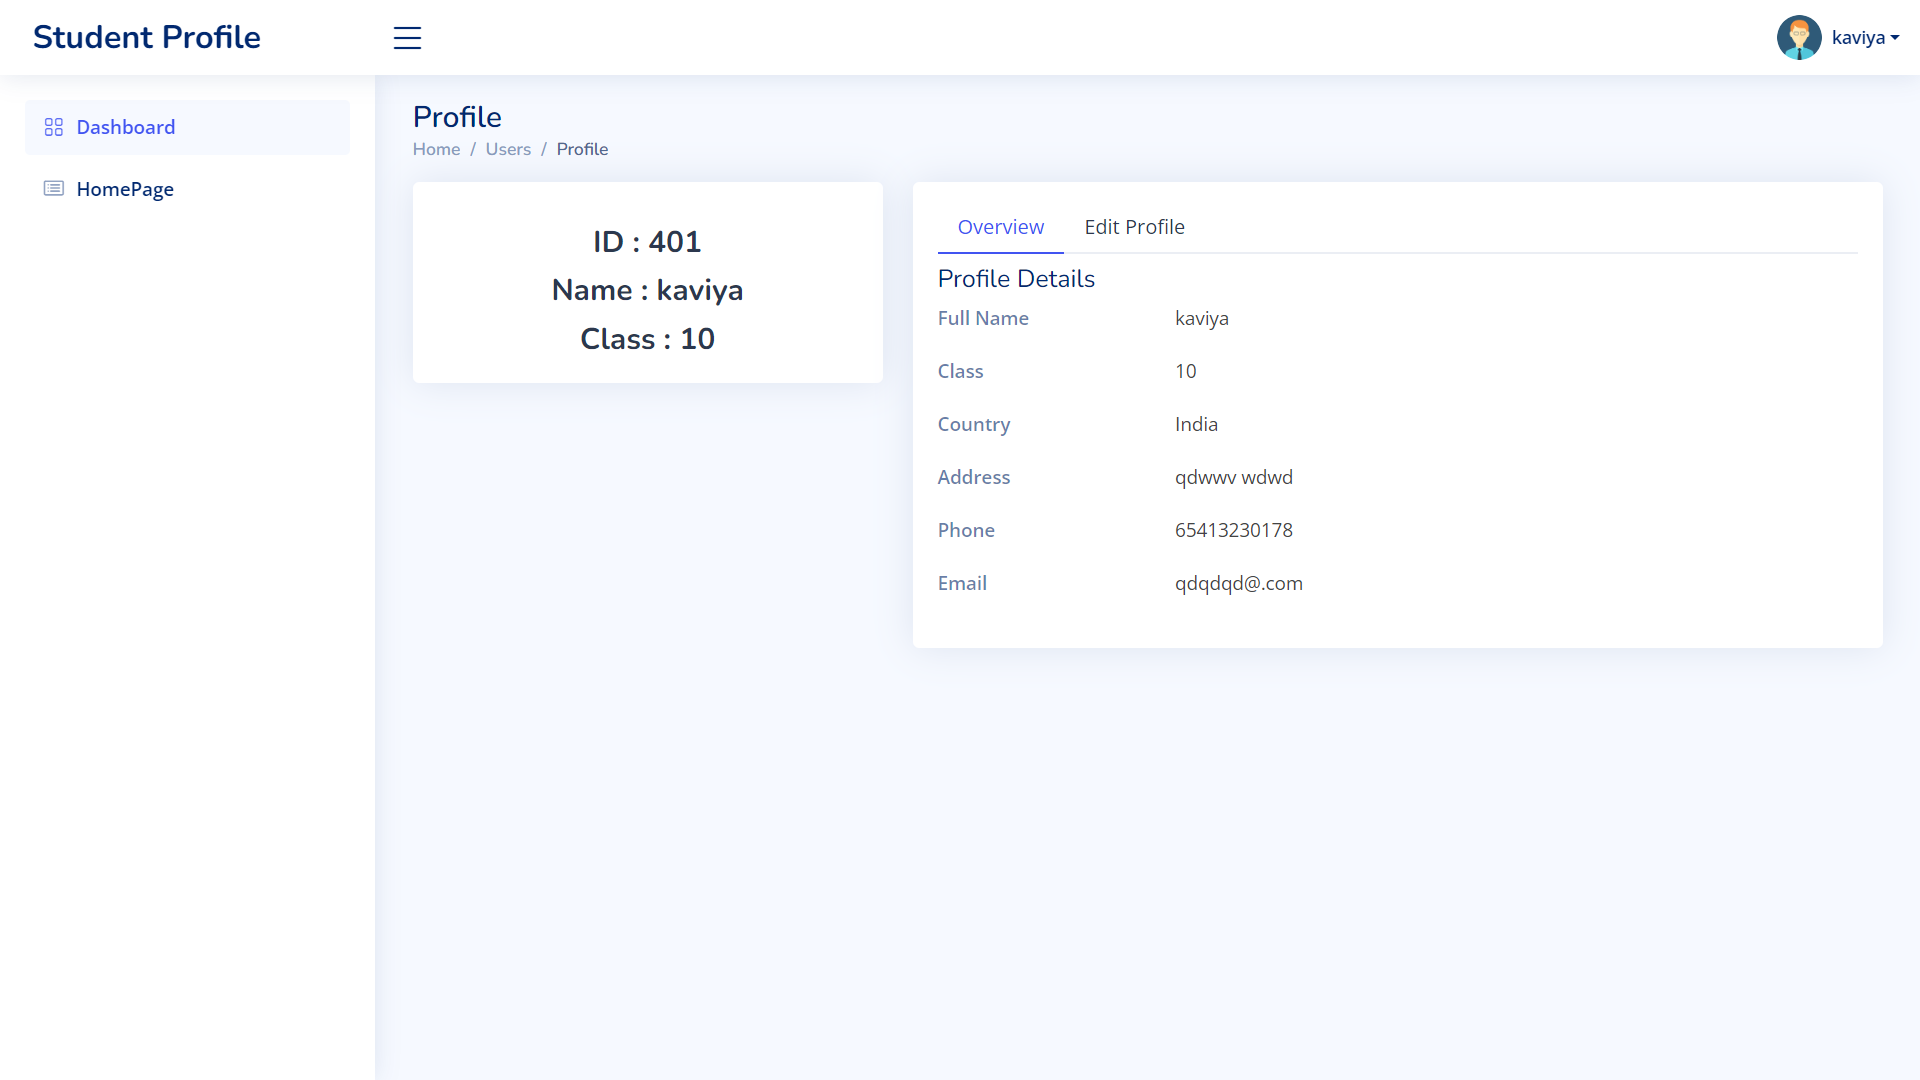 Student Profile
kaviya
Dashboard
HomePage
Profile
Home / Users / Profile
ID : 401
Name : kaviya
Class : 10
Overview Edit Profile
Profile Details
Full Name kaviya
Class 10
Country India
Address qdwwv wdwd
Phone 65413230178
Email qdqdqd@.com